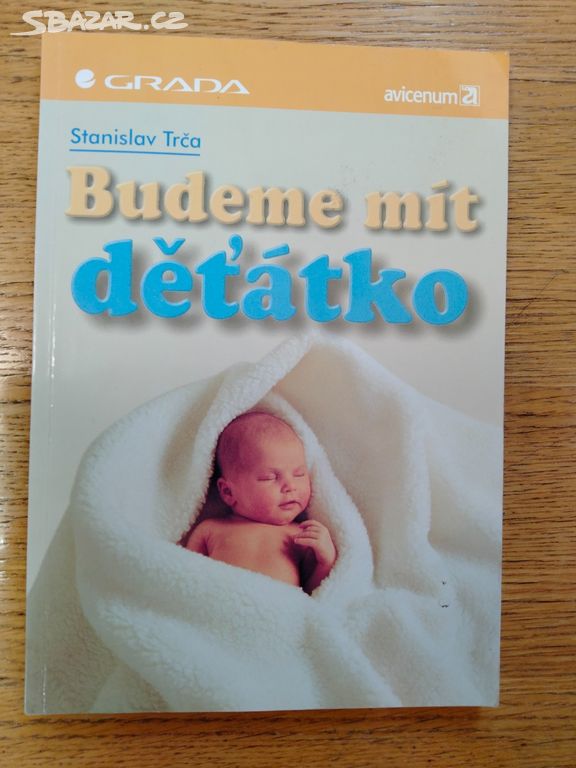 SBAZAR.CZ
GRADA
avicenum
Stanislav Trča
Budeme mít
děťátko